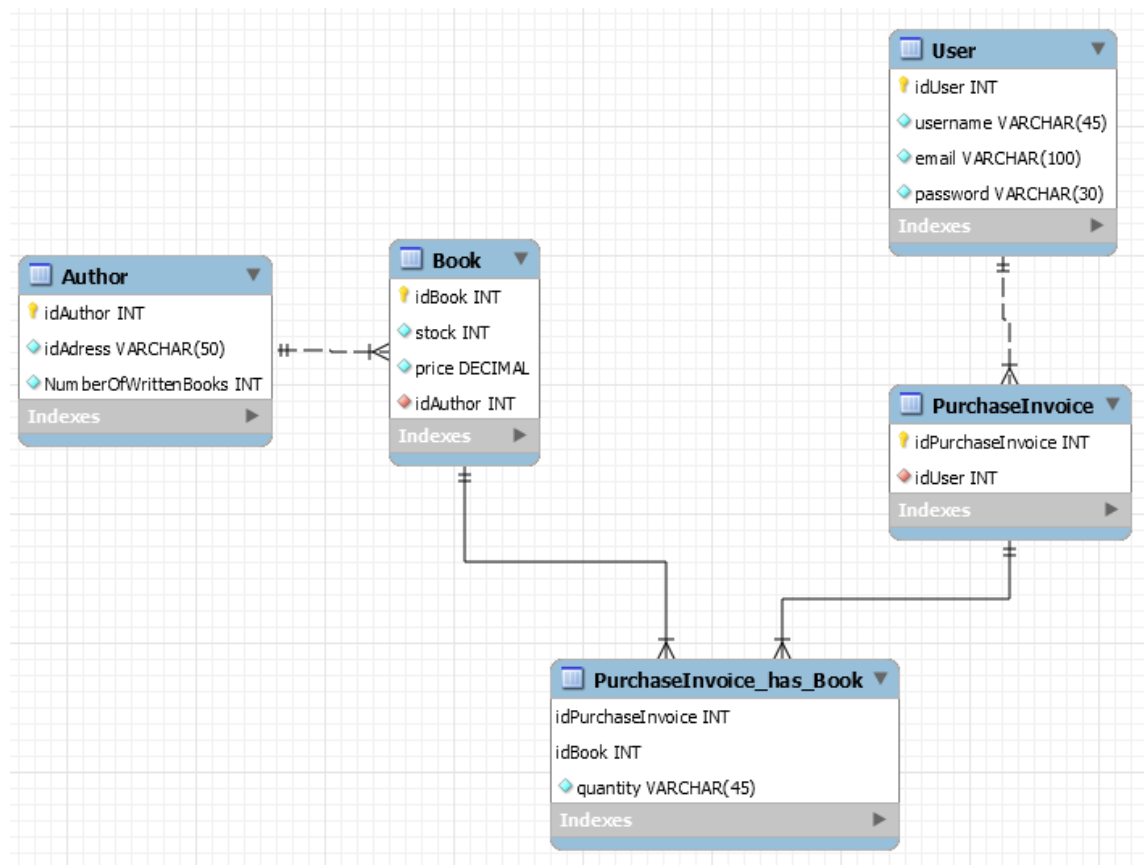 User
idUser INT
username VARCHAR(45)
email VARCHAR(100)
password VARCHAR(30)
Indexes
Author
idAuthor INT
idAdress VARCHAR(50)
NumberOfWrittenBooks INT
Indexes
Book
idBook INT
stock INT
price DECIMAL
idAuthor INT
Indexes
PurchaseInvoice
idPurchaseInvoice INT
idUser INT
Indexes
PurchaseInvoice_has_Book
idPurchaseInvoice INT
idBook INT
quantity VARCHAR(45)
Indexes